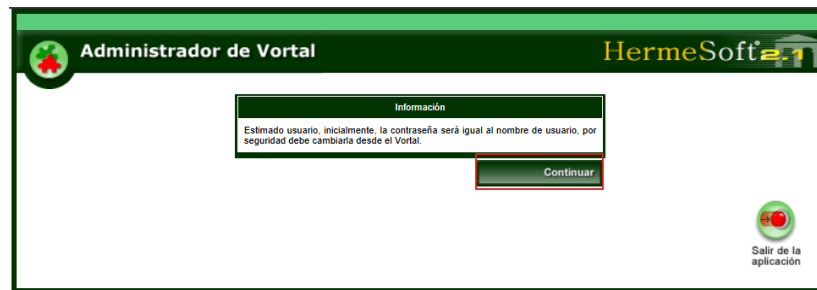 Administrador de Vortal
HermeSoft 2.1
Información
Estimado usuario, inicialmente, la contraseña será igual al nombre de usuario, por
seguridad debe cambiarla desde el Vortal.
Continuar
Salir de la
aplicación